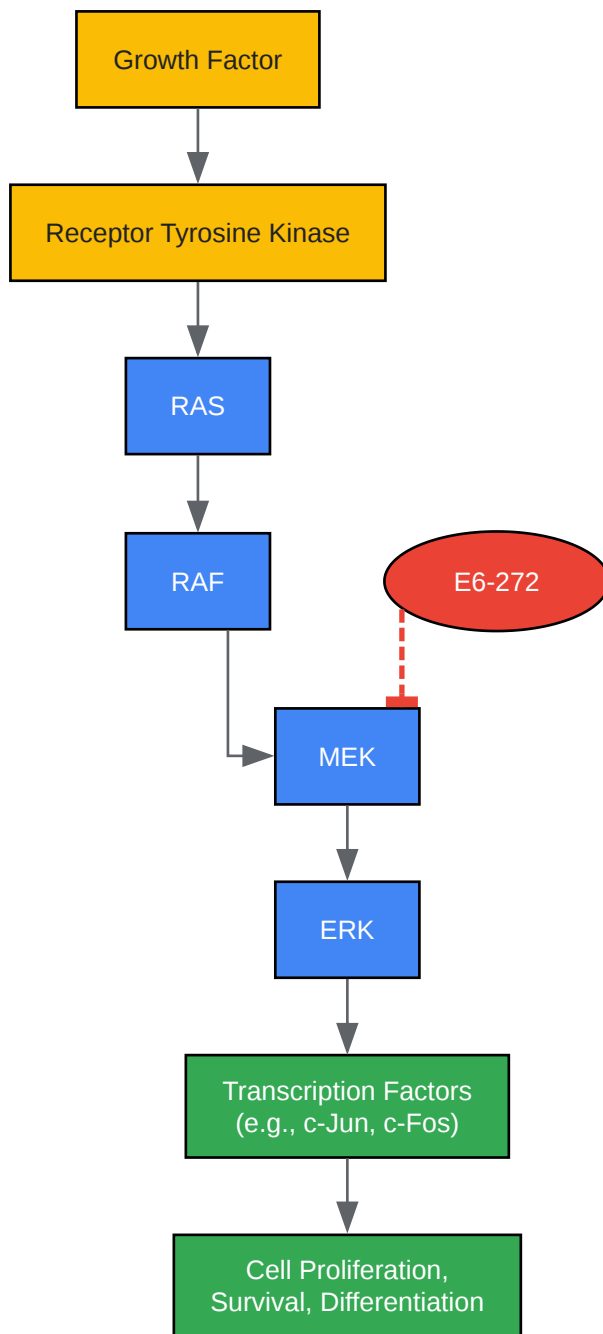 Growth Factor
Receptor Tyrosine Kinase
RAS
RAF
E6-272
MEK
ERK
Transcription Factors
(e.g., c-Jun, c-Fos)
Cell Proliferation,
Survival, Differentiation